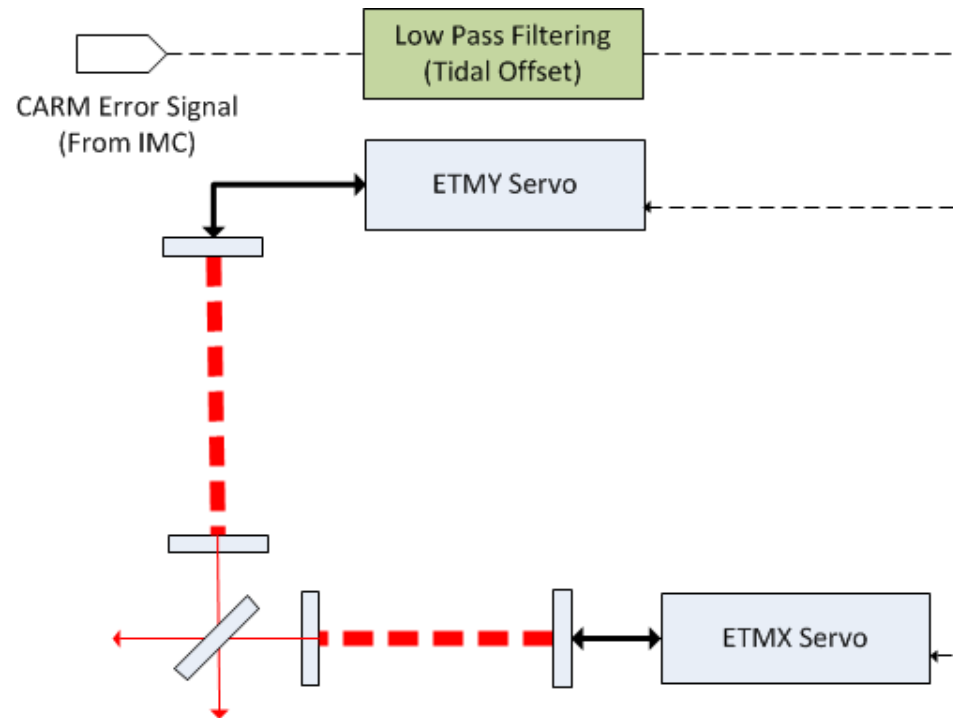 Low Pass Filtering
(Tidal Offset)
CARM Error Signal
(From IMC)
ETMY Servo
ETMX Servo